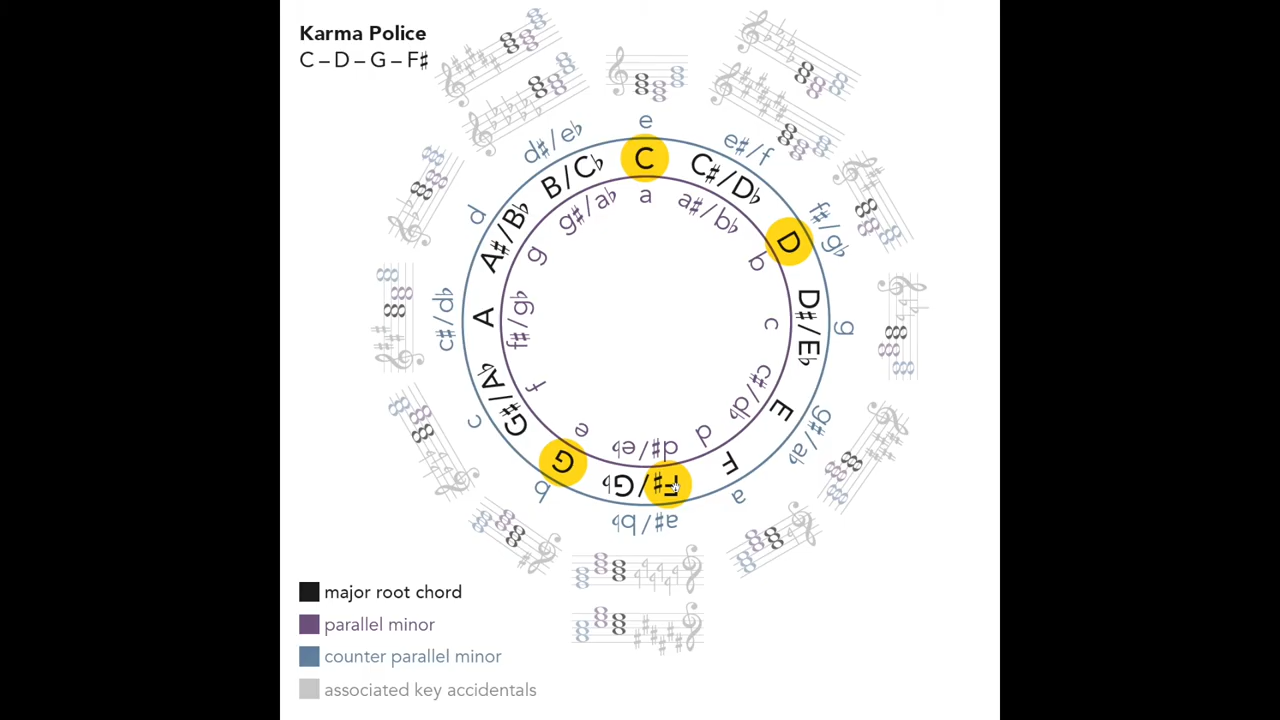 Karma Police
C – D – G – F♯
e
C
a
e♯/f
C♯/D♭
a♯/b♭
f♯/g♭
D
b
g
D♯/E♭
c
g♯/a♭
E
c♯/d♭
a
F
d
a♯/b♭
F♯/G♭
d♯/e♭
b
G
e
c
G♯/A♭
f
c♯/d♭
A
f♯/g♭
d
A♯/B♭
g
d♯/e♭
B/C♭
g♯/a♭
major root chord
parallel minor
counter parallel minor
associated key accidentals